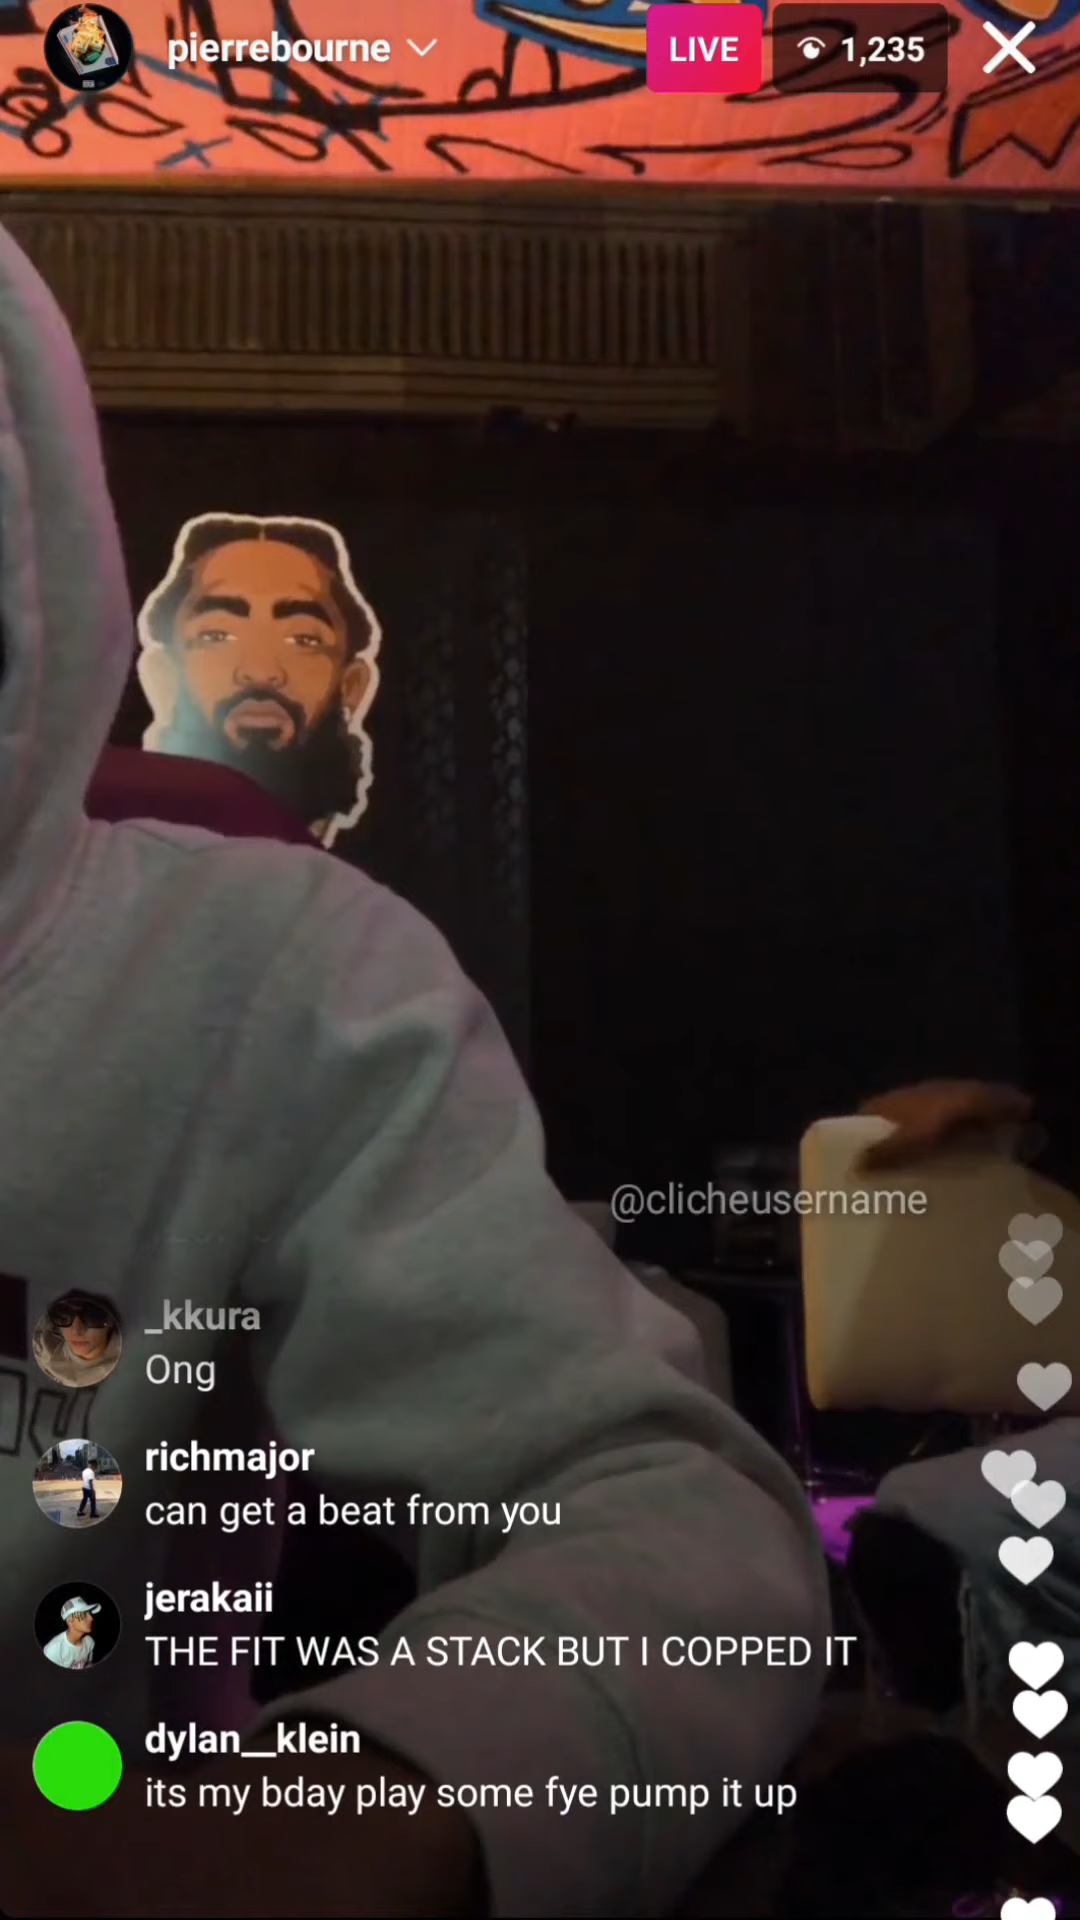 pierrebourne
LIVE
1,235
@clicheusername
_kkura
Ong
richmajor
can get a beat from you
jerakaii
THE FIT WAS A STACK BUT I COPPED IT
dylan__klein
its my bday play some fye pump it up